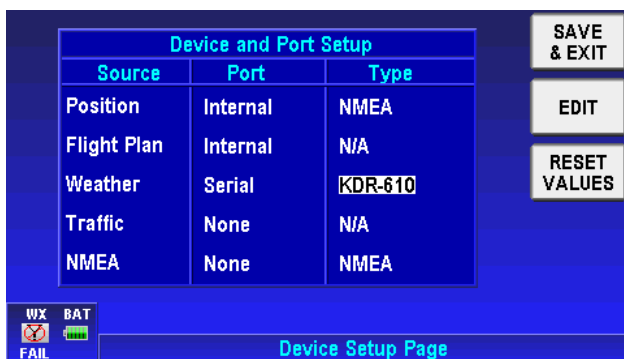 Device and Port Setup
Source Port Type
Position Internal NMEA
Flight Plan Internal N/A
Weather Serial KDR-610
Traffic None N/A
NMEA None NMEA
SAVE
& EXIT
EDIT
RESET
VALUES
WX BAT
FAIL
Device Setup Page